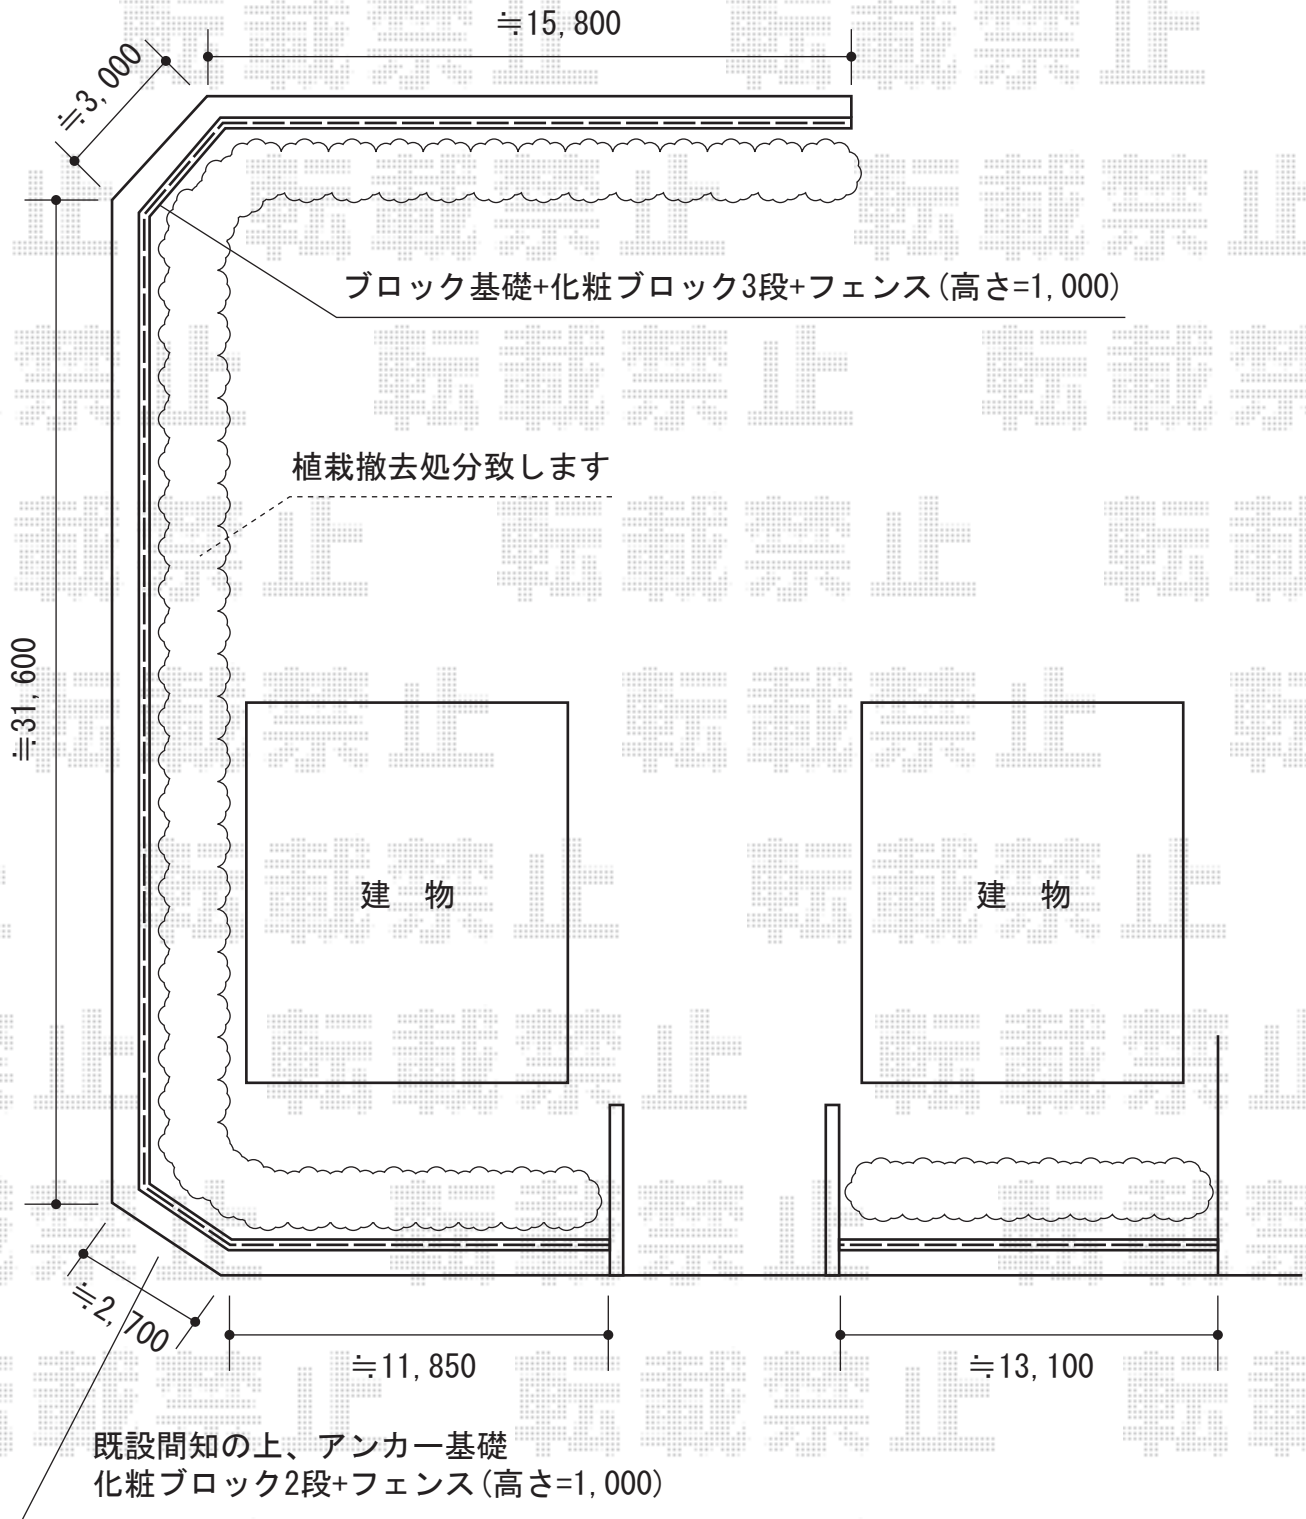 ≒15,800
≒3,000
ブロック基礎+化粧ブロック3段+フェンス(高さ=1,000)
植栽撤去処分致します
≒31,600
建 物
建 物
≒2,700
≒11,850
≒13,100
既設間知の上、アンカー基礎
化粧ブロック2段+フェンス(高さ=1,000)
転載禁止